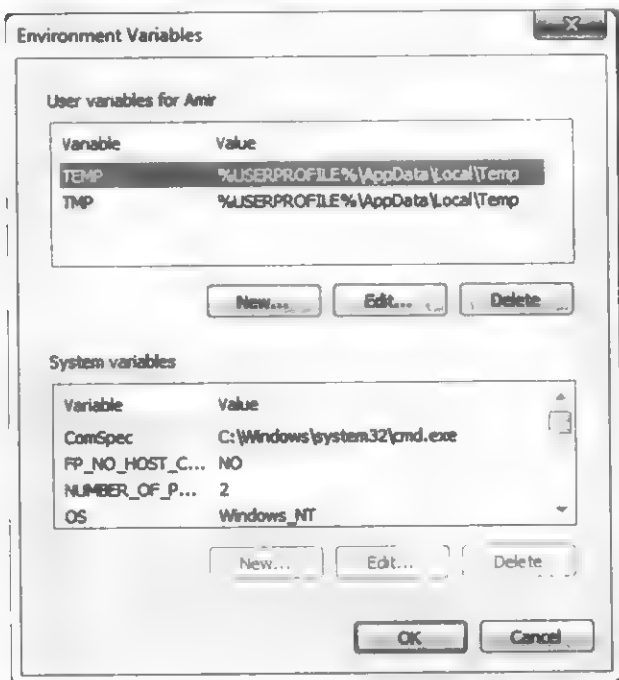 Environment Variables
User variables for Amir
Variable Value
TEMP %USERPROFILE%\AppData\Local\Temp
TMP %USERPROFILE%\AppData\Local\Temp
New... Edit... Delete
System variables
Variable Value
ComSpec C:\Windows\system32\cmd.exe
FP_NO_HOST_C... NO
NUMBER_OF_P... 2
OS Windows_NT
New... Edit... Delete
OK Cancel